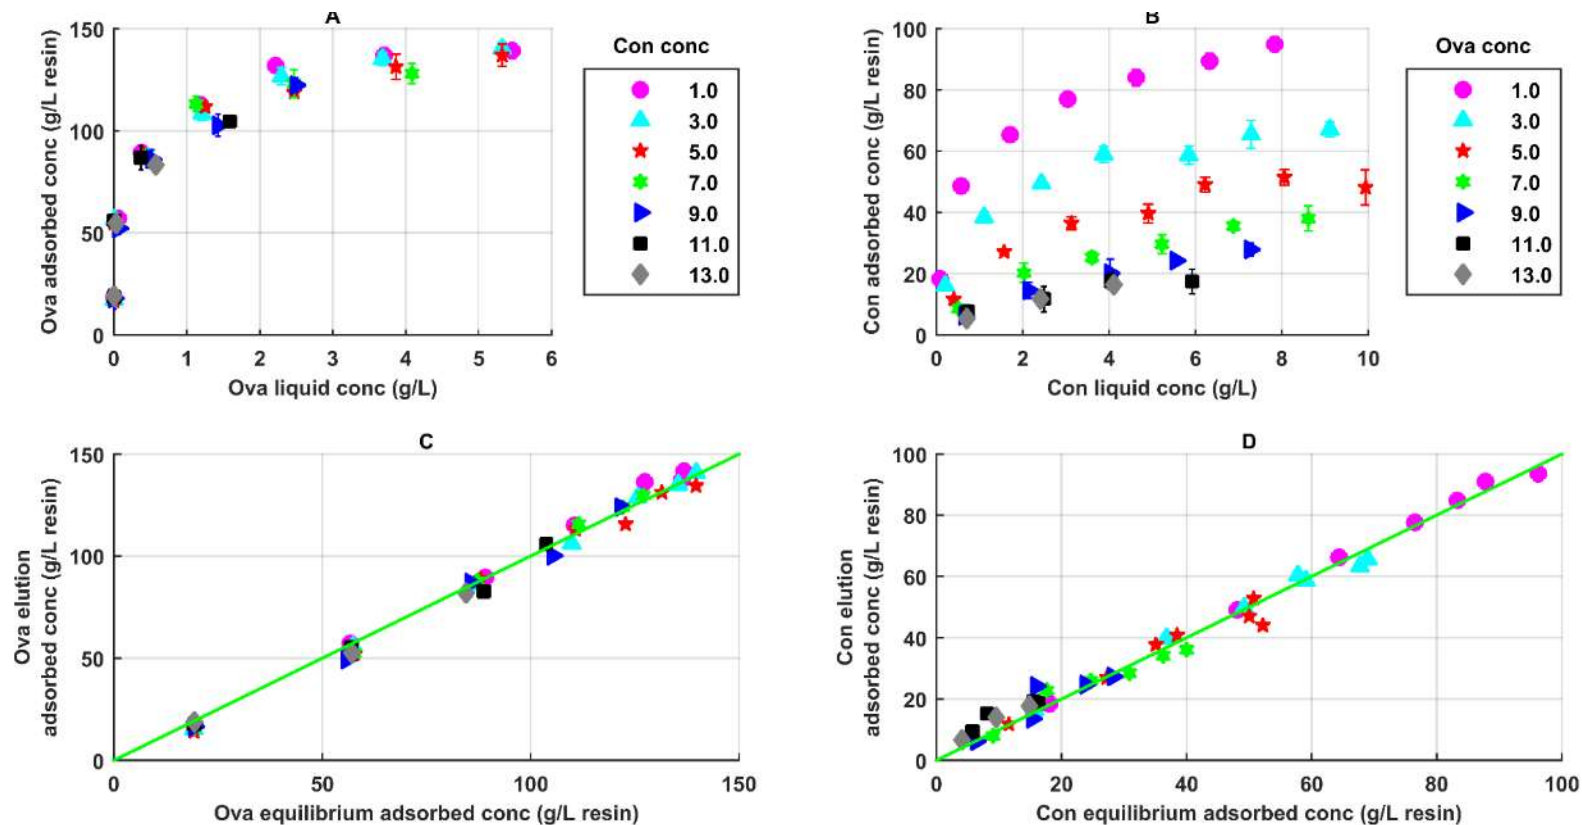 A
Ova adsorbed conc (g/L resin)
150
100
50
0
0 1 2 3 4 5 6
Ova liquid conc (g/L)
Con conc
1.0
3.0
5.0
7.0
9.0
11.0
13.0
B
Con adsorbed conc (g/L resin)
100
80
60
40
20
0
0 2 4 6 8 10
Con liquid conc (g/L)
Ova conc
1.0
3.0
5.0
7.0
9.0
11.0
13.0
C
Ova elution
adsorbed conc (g/L resin)
150
100
50
0
0 50 100 150
Ova equilibrium adsorbed conc (g/L resin)
D
Con elution
adsorbed conc (g/L resin)
100
80
60
40
20
0
0 20 40 60 80 100
Con equilibrium adsorbed conc (g/L resin)